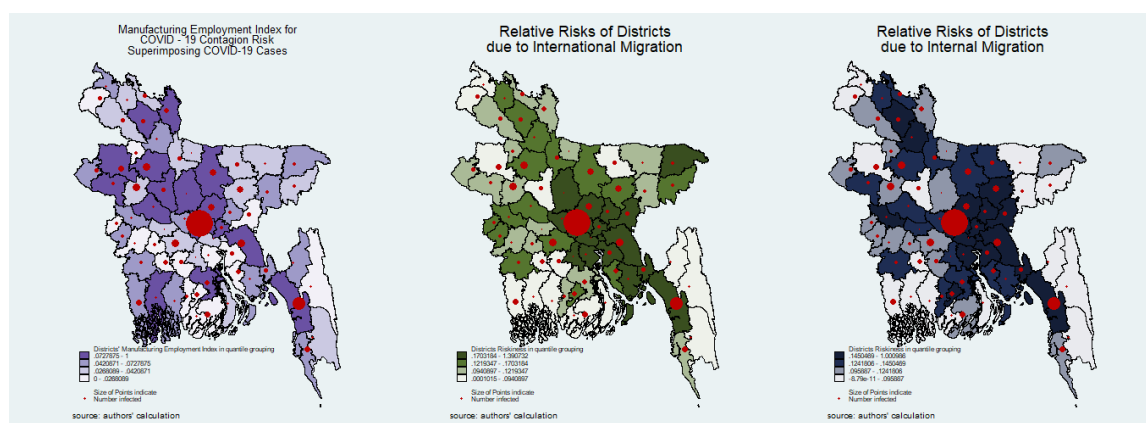 Manufacturing Employment Index for
COVID - 19 Contagion Risk
Superimposing COVID-19 Cases
Districts' Manufacturing Employment Index in quantile grouping
.0727875 - 1
.0420671 - .0727875
.0268089 - .0420671
0 - .0268089
Size of Points indicate
Number infected
source: authors' calculation
Relative Risks of Districts
due to International Migration
Districts Riskiness in quantile grouping
.1703184 - 1.390732
.1219347 - .1703184
.0940897 - .1219347
.0001015 - .0940897
Size of Points indicate
Number infected
source: authors' calculation
Relative Risks of Districts
due to Internal Migration
Districts Riskiness in quantile grouping
.1450469 - 1.000986
.1241806 - .1450469
.095887 - .1241806
-8.79e-11 - .095887
Size of Points indicate
Number infected
source: authors' calculation